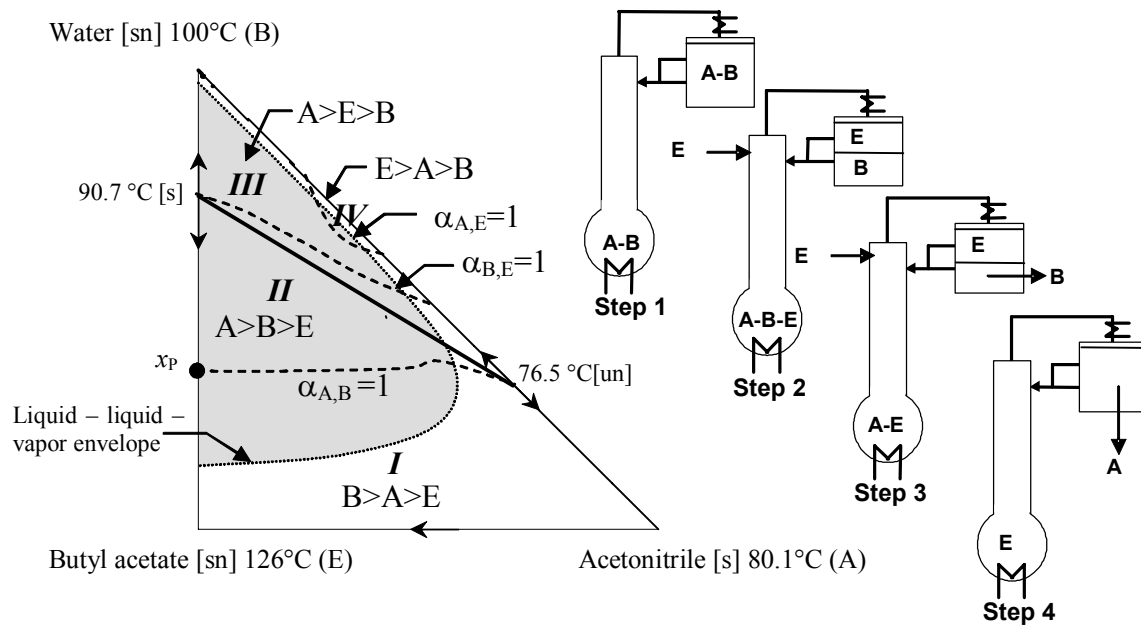 Water [sn] 100°C (B)
A>E>B
E>A>B
III
IV
90.7 °C [s]
αA,E=1
αB,E=1
II
A>B>E
xP
αA,B=1
76.5 °C[un]
Liquid – liquid –
vapor envelope
I
B>A>E
Butyl acetate [sn] 126°C (E)
Acetonitrile [s] 80.1°C (A)
A-B
A-B
Step 1
E
E
B
A-B-E
Step 2
E
E
B
A-E
Step 3
A
E
Step 4